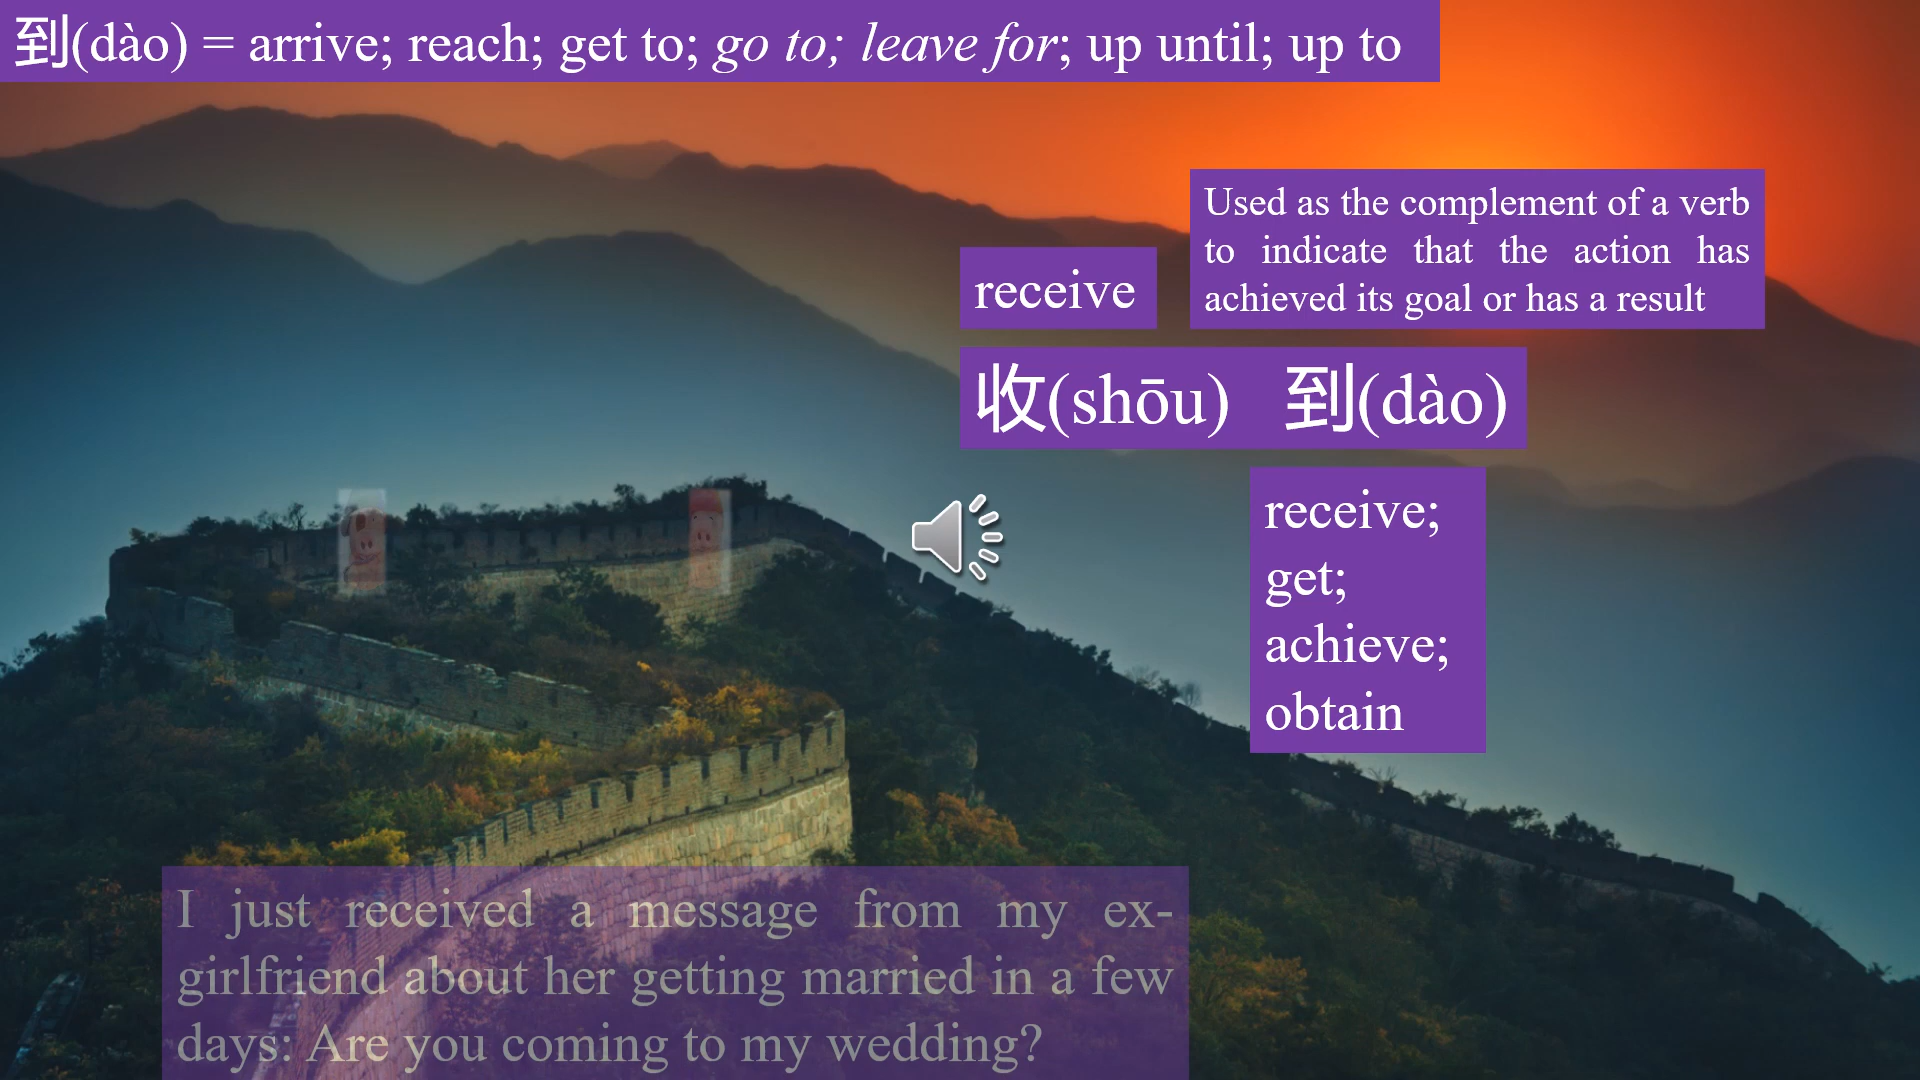 到(dào) = arrive; reach; get to; go to; leave for; up until; up to
Used as the complement of a verb
to indicate that the action has
achieved its goal or has a result
receive
收(shōu) 到(dào)
receive;
get;
achieve;
obtain
I just received a message from my ex-
girlfriend about her getting married in a few
days: Are you coming to my wedding?